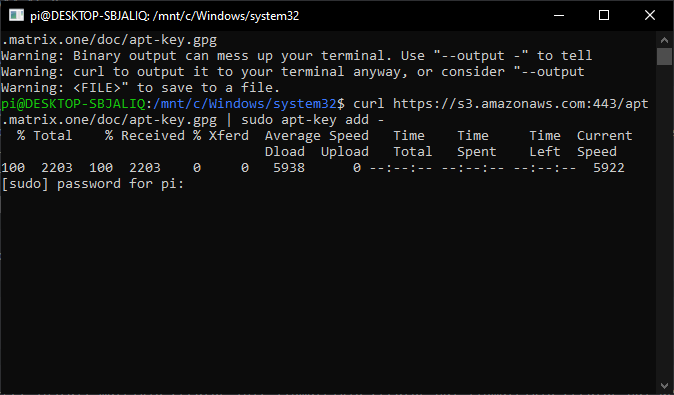 pi@DESKTOP-SBJALIQ: /mnt/c/Windows/system32
.matrix.one/doc/apt-key.gpg
Warning: Binary output can mess up your terminal. Use "--output -" to tell
Warning: curl to output it to your terminal anyway, or consider "--output
Warning: <FILE>" to save to a file.
pi@DESKTOP-SBJALIQ:/mnt/c/Windows/system32$ curl https://s3.amazonaws.com:443/apt
.matrix.one/doc/apt-key.gpg | sudo apt-key add -
  % Total    % Received % Xferd  Average Speed   Time    Time     Time  Current
                                 Dload  Upload   Total   Spent    Left  Speed
100  2203  100  2203    0     0   5938      0 --:--:-- --:--:-- --:--:--  5922
[sudo] password for pi: